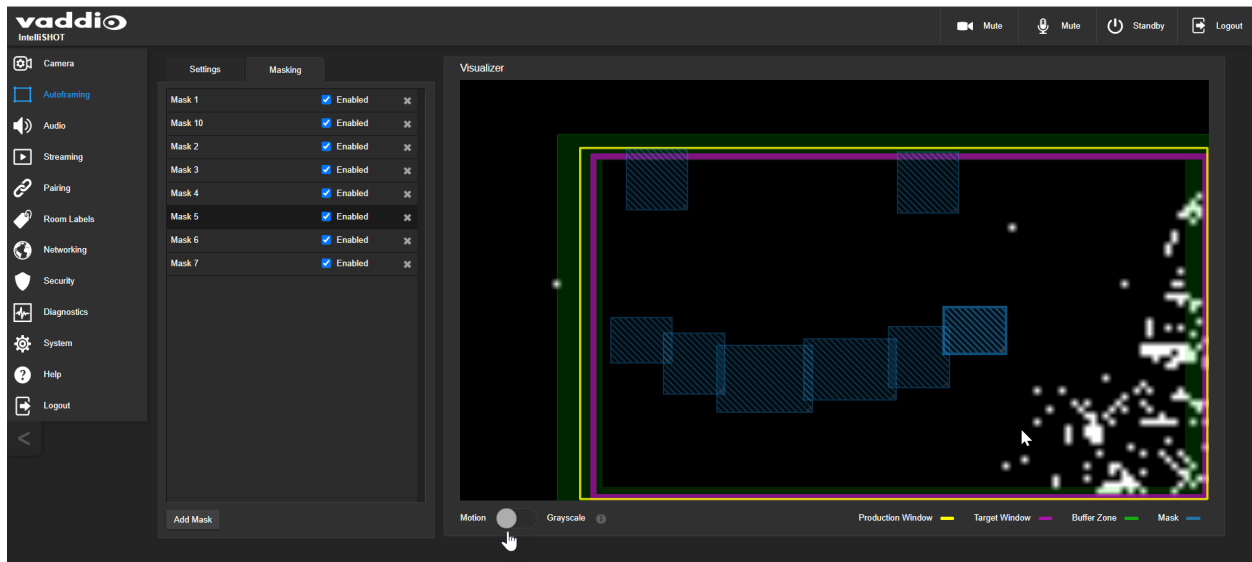 vaddio
IntelliSHOT
Mute
Mute
Standby
Logout
Camera
Autoframing
Audio
Streaming
Pairing
Room Labels
Networking
Security
Diagnostics
System
Help
Logout
<
Settings Masking
Mask 1 Enabled
Mask 10 Enabled
Mask 2 Enabled
Mask 3 Enabled
Mask 4 Enabled
Mask 5 Enabled
Mask 6 Enabled
Mask 7 Enabled
Add Mask
Visualizer
Motion Grayscale
Production Window Target Window Buffer Zone Mask